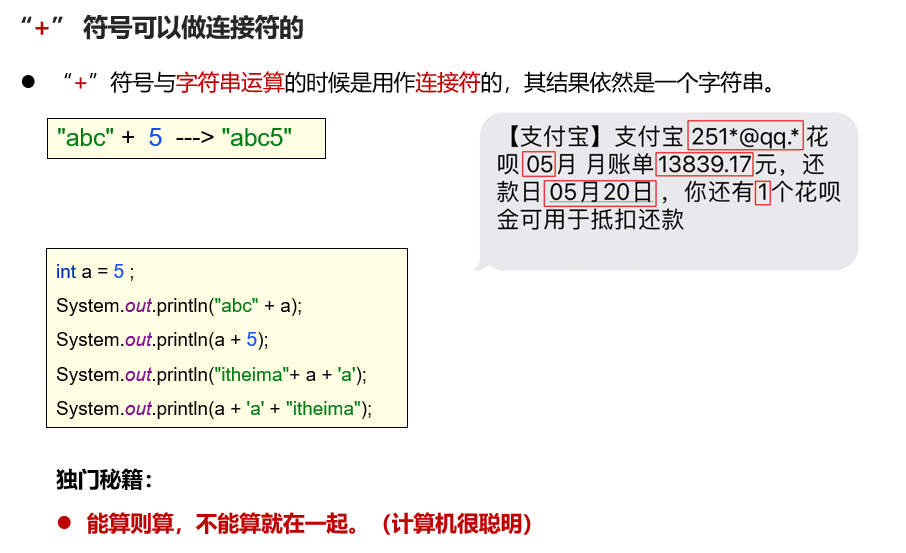 “+” 符号可以做连接符的
● “+”符号与字符串运算的时候是用作连接符的，其结果依然是一个字符串。
"abc" + 5 ---> "abc5"
【支付宝】支付宝 251*@qq.* 花
呗 05月 月账单 13839.17元，还
款日 05月20日 ，你还有 1个花呗
金可用于抵扣还款
int a = 5 ;
System.out.println("abc" + a);
System.out.println(a + 5);
System.out.println("itheima"+ a + 'a');
System.out.println(a + 'a' + "itheima");
独门秘籍：
● 能算则算，不能算就在一起。（计算机很聪明）